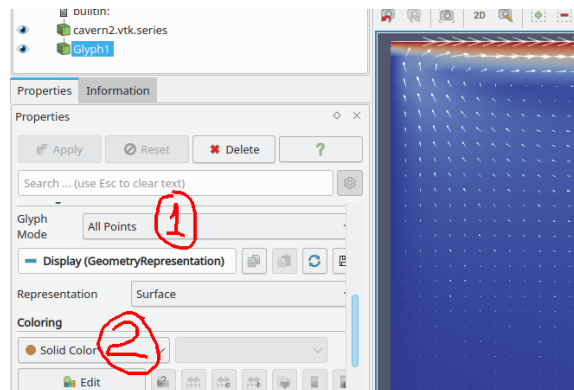 builtin:
cavern2.vtk.series
Glyph1
Properties Information
Properties
Apply Reset Delete ?
Search ... (use Esc to clear text)
Glyph Mode All Points 1
Display (GeometryRepresentation)
Representation Surface
Coloring
Solid Color 2
Edit
2D